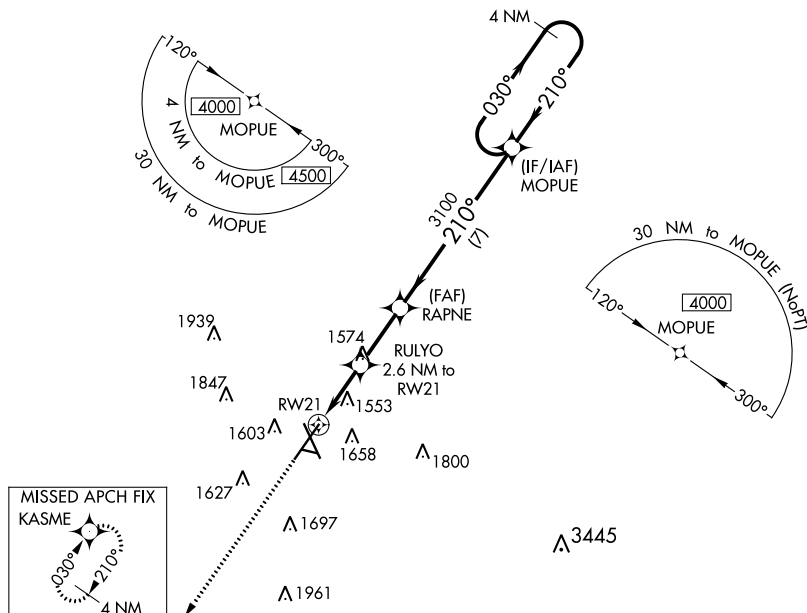 4 NM
120°
4000
MOPUE
300°
4 NM to MOPUE
4500
30 NM to MOPUE
030°
210°
(IF/IAF)
MOPUE
3100
210°
(7)
30 NM to MOPUE (NoPT)
120°
4000
MOPUE
300°
(FAF)
RAPNE
1939
1574
RULYO
2.6 NM to
RW21
1847
1553
RW21
1603
1658
1800
1627
MISSED APCH FIX
KASME
030°
210°
4 NM
1697
3445
1961